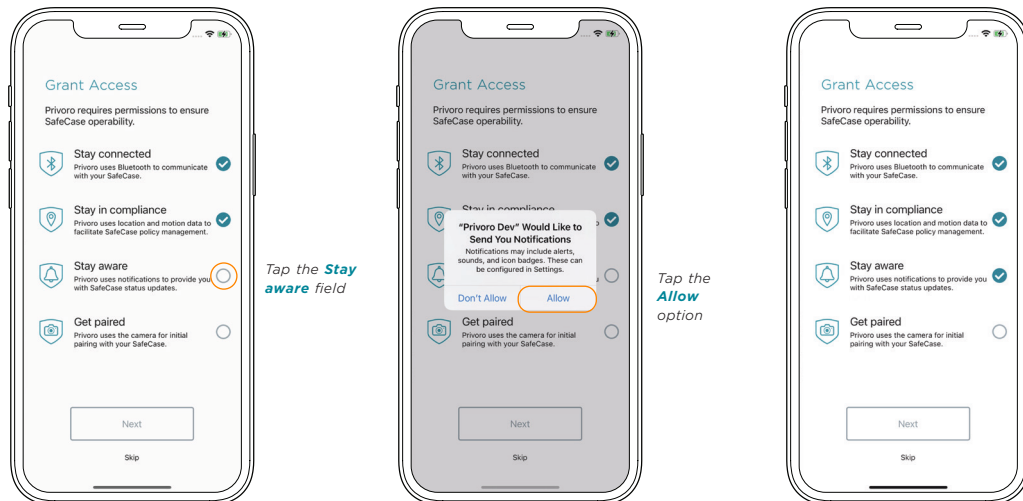 Grant Access
Privoro requires permissions to ensure
SafeCase operability.
Stay connected
Privoro uses Bluetooth to communicate
with your SafeCase.
Stay in compliance
Privoro uses location and motion data to
facilitate SafeCase policy management.
Stay aware
Privoro uses notifications to provide you
with SafeCase status updates.
Get paired
Privoro uses the camera for initial
pairing with your SafeCase.
Next
Skip
Tap the Stay
aware field
Grant Access
Privoro requires permissions to ensure
SafeCase operability.
Stay connected
Privoro uses Bluetooth to communicate
with your SafeCase.
Stay in compliance
"Privoro Dev" Would Like to
Send You Notifications
Notifications may include alerts,
sounds, and icon badges. These can
be configured in Settings.
Don't Allow
Allow
Get paired
Privoro uses the camera for initial
pairing with your SafeCase.
Next
Skip
Tap the
Allow
option
Grant Access
Privoro requires permissions to ensure
SafeCase operability.
Stay connected
Privoro uses Bluetooth to communicate
with your SafeCase.
Stay in compliance
Privoro uses location and motion data to
facilitate SafeCase policy management.
Stay aware
Privoro uses notifications to provide you
with SafeCase status updates.
Get paired
Privoro uses the camera for initial
pairing with your SafeCase.
Next
Skip